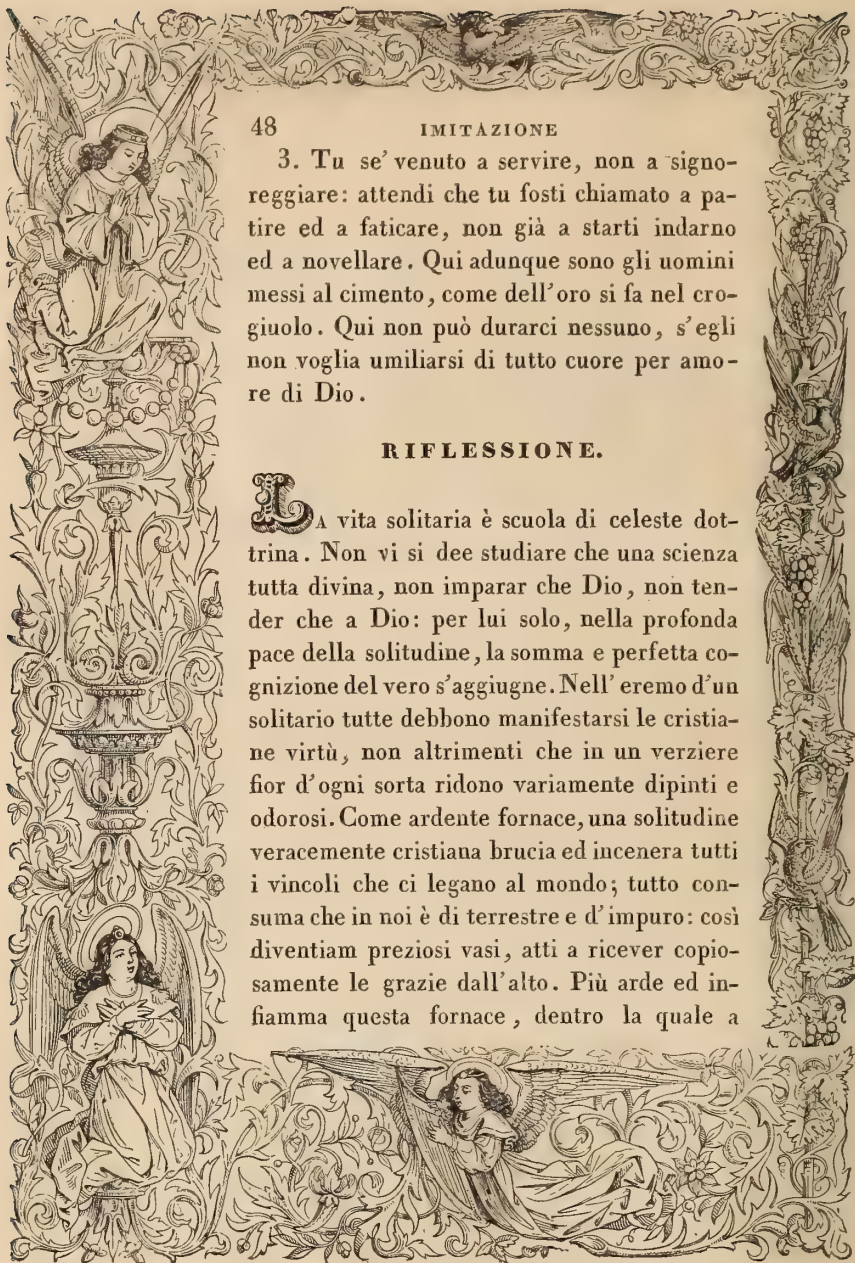 48 IMITAZIONE
3. Tu se' venuto a servire, non a signo-
reggiare: attendi che tu fosti chiamato a pa-
tire ed a faticare, non già a starti indarno
ed a novellare. Qui adunque sono gli uomini
messi al cimento, come dell'oro si fa nel cro-
giuolo. Qui non può durarci nessuno, s'egli
non voglia umiliarsi di tutto cuore per amo-
re di Dio.
RIFLESSIONE.
LA vita solitaria è scuola di celeste dot-
trina. Non vi si dee studiare che una scienza
tutta divina, non imparar che Dio, non ten-
der che a Dio: per lui solo, nella profonda
pace della solitudine, la somma e perfetta co-
gnizione del vero s'aggiugne. Nell' eremo d'un
solitario tutte debbono manifestarsi le cristia-
ne virtù, non altrimenti che in un verziere
fior d'ogni sorta ridono variamente dipinti e
odorosi. Come ardente fornace, una solitudine
veracemente cristiana brucia ed incenera tutti
i vincoli che ci legano al mondo; tutto con-
suma che in noi è di terrestre e d'impuro: così
diventiam preziosi vasi, atti a ricever copio-
samente le grazie dall'alto. Più arde ed in-
fiamma questa fornace, dentro la quale a